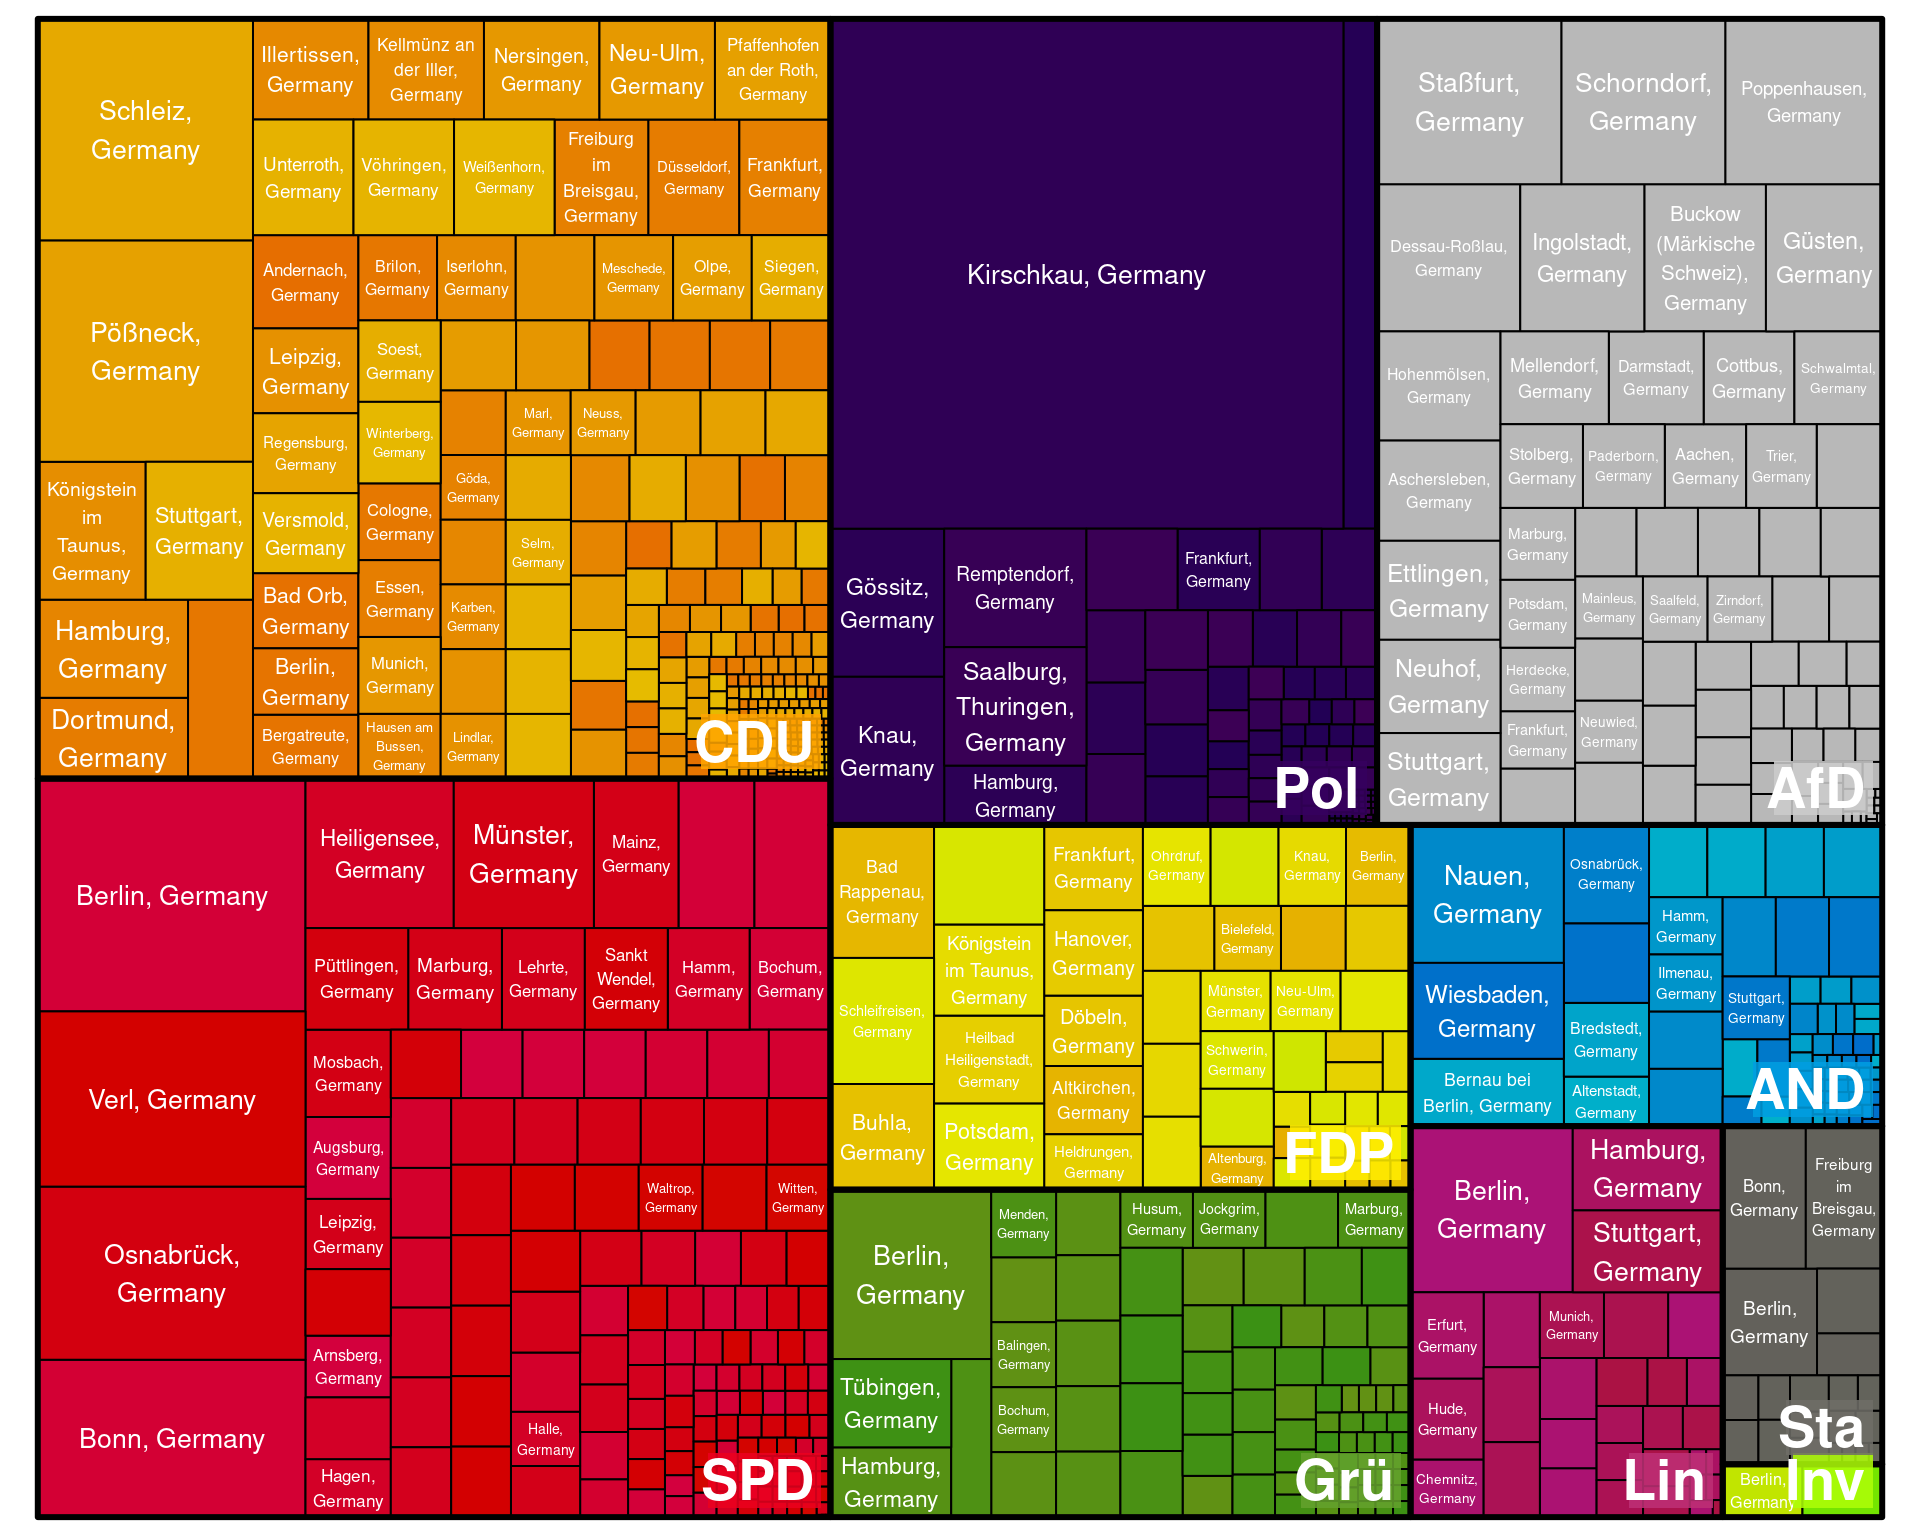 Schleiz,
Germany
Pößneck,
Germany
Königstein
im
Taunus,
Germany
Stuttgart,
Germany
Hamburg,
Germany
Dortmund,
Germany
Illertissen,
Germany
Kellmünz an
der Iller,
Germany
Nersingen,
Germany
Neu-Ulm,
Germany
Pfaffenhofen
an der Roth,
Germany
Unterroth,
Germany
Vöhringen,
Germany
Weißenhorn,
Germany
Freiburg
im
Breisgau,
Germany
Düsseldorf,
Germany
Frankfurt,
Germany
Andernach,
Germany
Brilon,
Germany
Iserlohn,
Germany
Meschede,
Germany
Olpe,
Germany
Siegen,
Germany
Leipzig,
Germany
Soest,
Germany
Regensburg,
Germany
Winterberg,
Germany
Marl,
Germany
Neuss,
Germany
Versmold,
Germany
Cologne,
Germany
Göda,
Germany
Selm,
Germany
Bad Orb,
Germany
Essen,
Germany
Karben,
Germany
Berlin,
Germany
Munich,
Germany
Bergatreute,
Germany
Hausen am
Bussen,
Germany
Lindlar,
Germany
CDU
Kirschkau, Germany
Gössitz,
Germany
Knau,
Germany
Remptendorf,
Germany
Saalburg,
Thuringen,
Germany
Hamburg,
Germany
Frankfurt,
Germany
Pol
Staßfurt,
Germany
Schorndorf,
Germany
Poppenhausen,
Germany
Dessau-Roßlau,
Germany
Ingolstadt,
Germany
Buckow
(Märkische
Schweiz),
Germany
Güsten,
Germany
Hohenmölsen,
Germany
Mellendorf,
Germany
Darmstadt,
Germany
Cottbus,
Germany
Schwalmtal,
Germany
Aschersleben,
Germany
Stolberg,
Germany
Paderborn,
Germany
Aachen,
Germany
Trier,
Germany
Ettlingen,
Germany
Marburg,
Germany
Potsdam,
Germany
Mainleus,
Germany
Saalfeld,
Germany
Zirndorf,
Germany
Neuhof,
Germany
Herdecke,
Germany
Stuttgart,
Germany
Frankfurt,
Germany
Neuwied,
Germany
AfD
Berlin, Germany
Verl, Germany
Osnabrück,
Germany
Bonn, Germany
Heiligensee,
Germany
Münster,
Germany
Mainz,
Germany
Püttlingen,
Germany
Marburg,
Germany
Lehrte,
Germany
Sankt
Wendel,
Germany
Hamm,
Germany
Bochum,
Germany
Mosbach,
Germany
Augsburg,
Germany
Leipzig,
Germany
Arnsberg,
Germany
Hagen,
Germany
Waltrop,
Germany
Witten,
Germany
Halle,
Germany
SPD
Bad
Rappenau,
Germany
Schleifreisen,
Germany
Buhla,
Germany
Königstein
im Taunus,
Germany
Heilbad
Heiligenstadt,
Germany
Potsdam,
Germany
Frankfurt,
Germany
Hanover,
Germany
Döbeln,
Germany
Altkirchen,
Germany
Heldrungen,
Germany
Ohrdruf,
Germany
Knau,
Germany
Berlin,
Germany
Bielefeld,
Germany
Münster,
Germany
Neu-Ulm,
Germany
Schwerin,
Germany
Altenburg,
Germany
FDP
Nauen,
Germany
Wiesbaden,
Germany
Bernau bei
Berlin, Germany
Osnabrück,
Germany
Bredstedt,
Germany
Altenstadt,
Germany
Hamm,
Germany
Ilmenau,
Germany
Stuttgart,
Germany
AND
Berlin,
Germany
Tübingen,
Germany
Hamburg,
Germany
Menden,
Germany
Balingen,
Germany
Bochum,
Germany
Husum,
Germany
Jockgrim,
Germany
Marburg,
Germany
Grü
Berlin,
Germany
Hamburg,
Germany
Stuttgart,
Germany
Erfurt,
Germany
Hude,
Germany
Chemnitz,
Germany
Munich,
Germany
Lin
Bonn,
Germany
Freiburg
im
Breisgau,
Germany
Berlin,
Germany
Sta
Berlin,
Germany
Inv